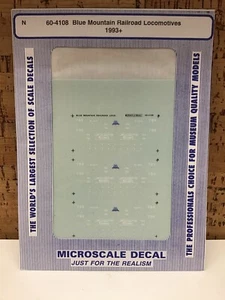 N 60-4108 Blue Mountain Railroad Locomotives
1993+
THE WORLD'S LARGEST SELECTION OF SCALE DECALS
THE PROFESSIONALS CHOICE FOR MUSEUM QUALITY MODELS
MICROSCALE DECAL
JUST FOR THE REALISM